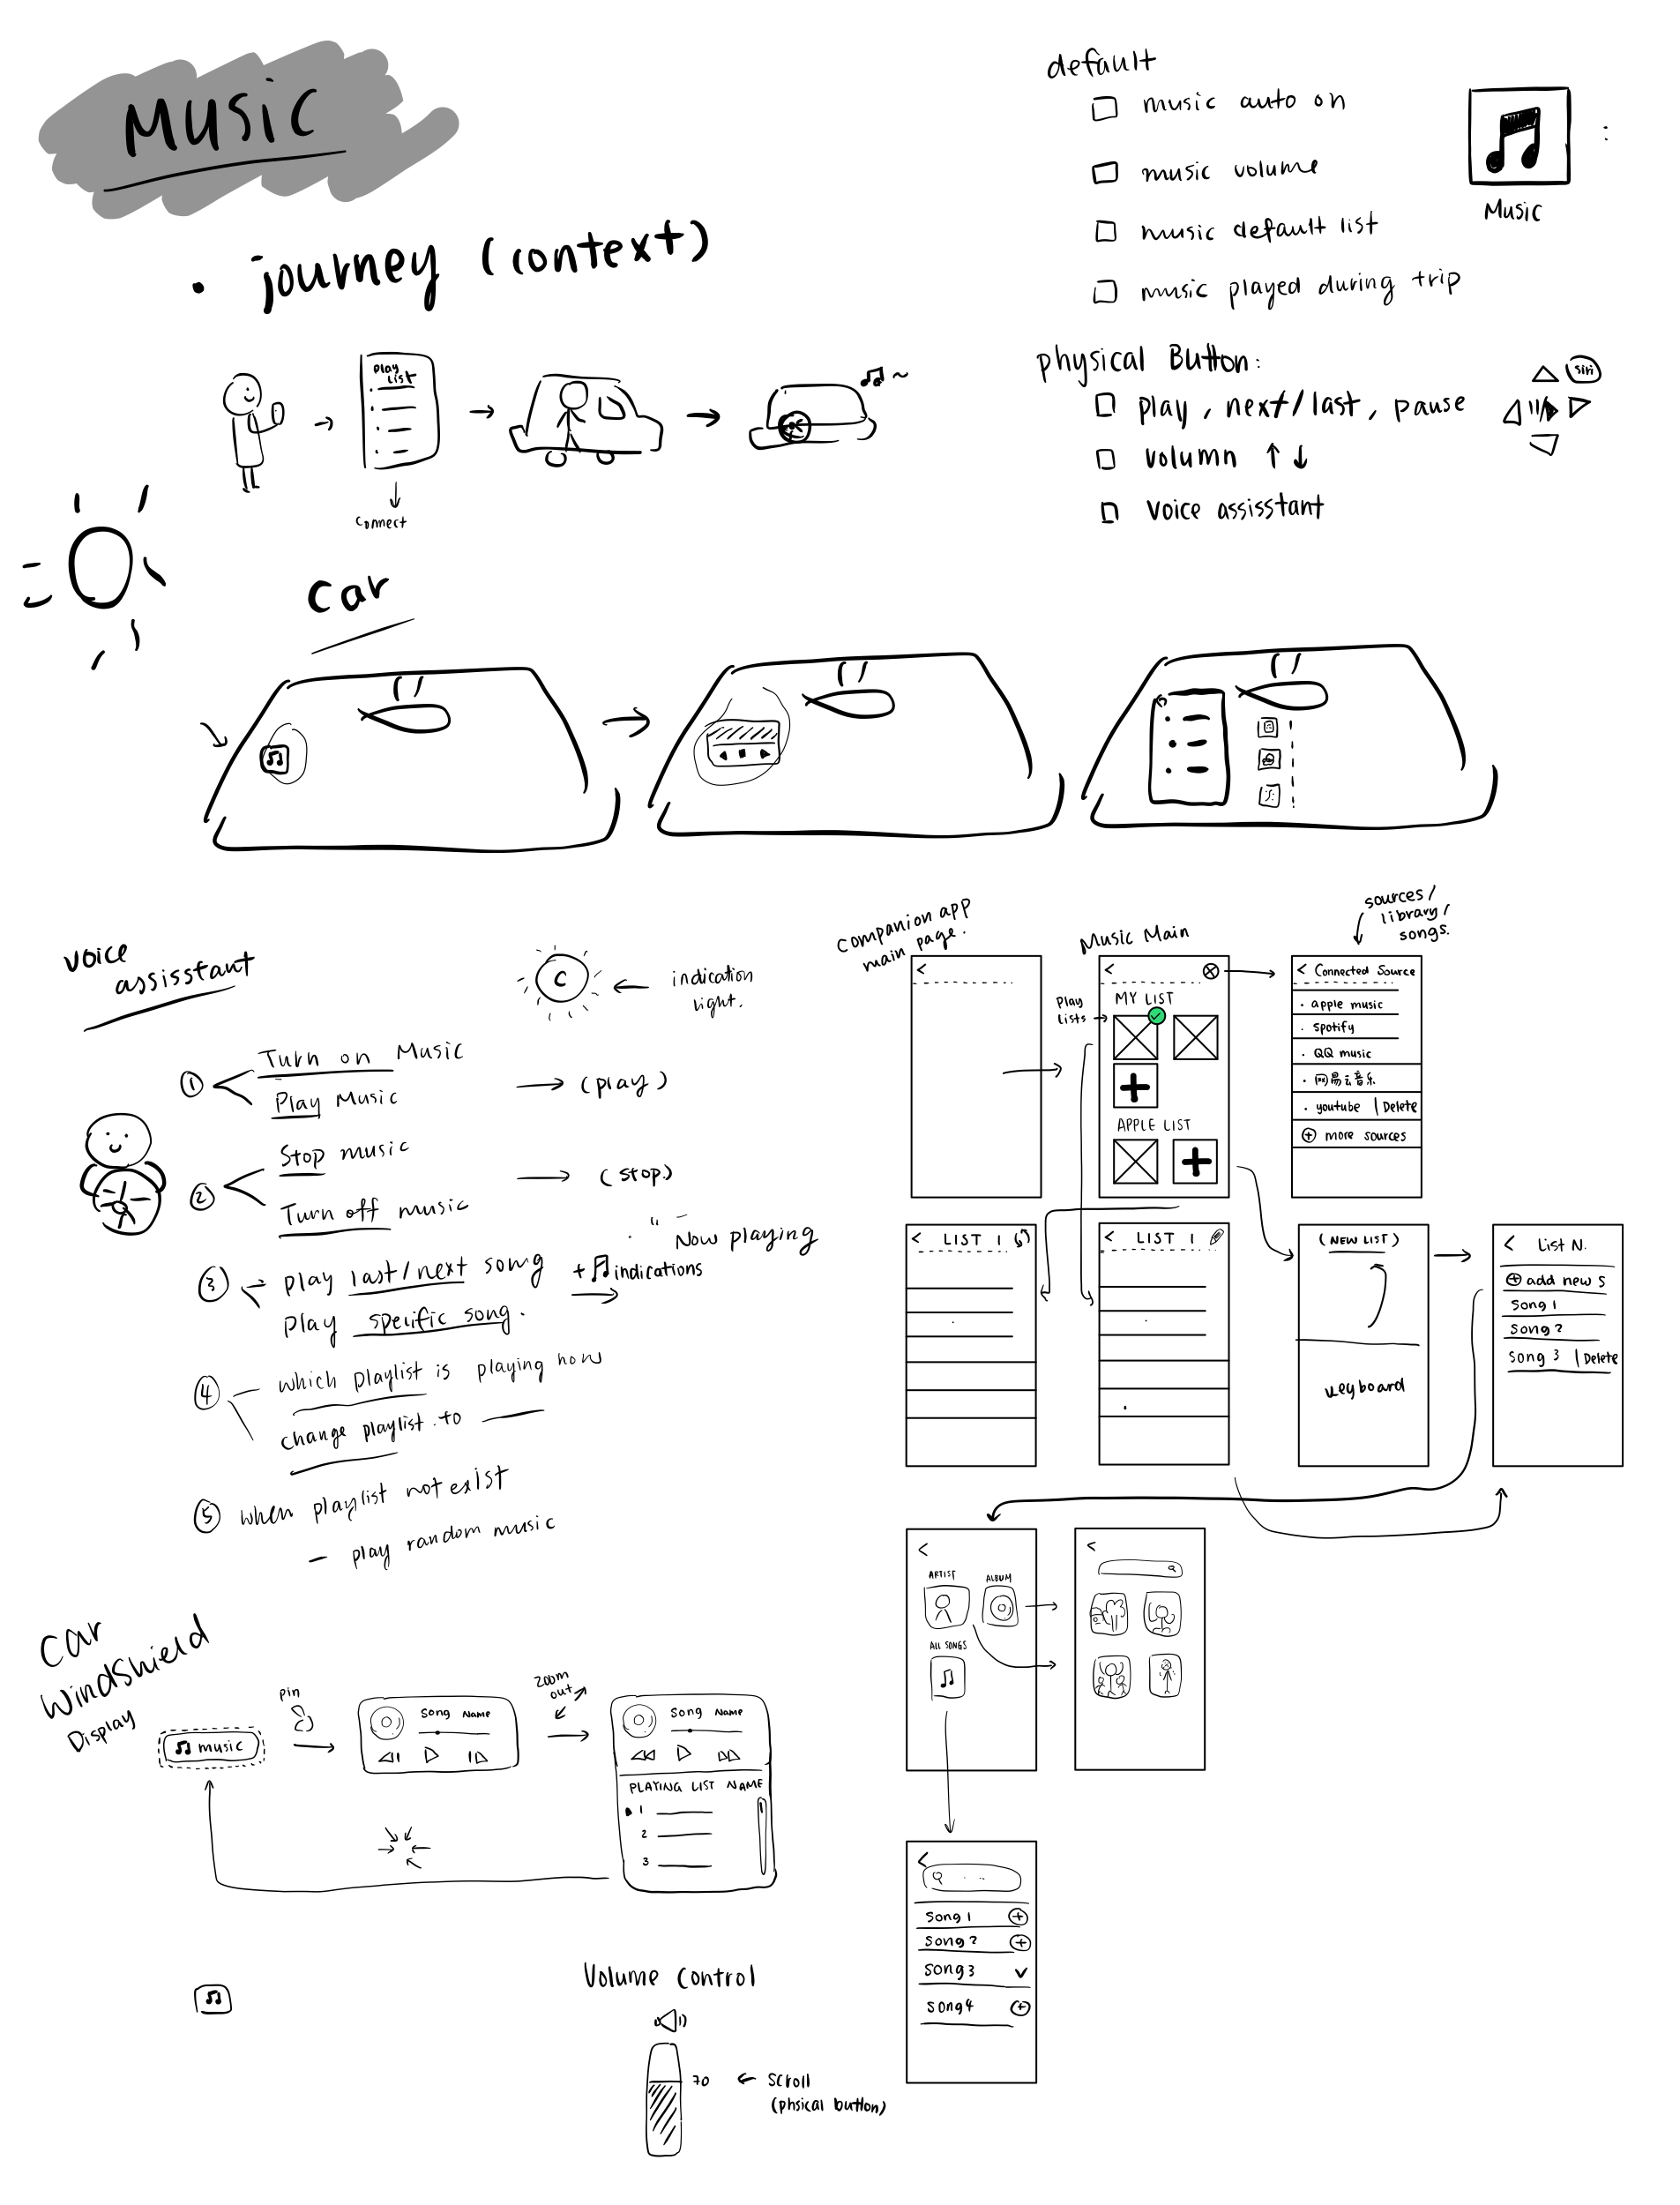 Music
• journey (context)
default
music auto on
music volume
music default list
music played during trip
Music
:
physical Button:
play, next/last, pause
volumn ↑ ↓
voice assisstant
Siri
play
list
connect
car
voice
assisstant
C
← indication
light.
① Turn on Music
Play Music
→ (play)
② Stop music
Turn off music
→ (stop.)
" Now playing
③ play last/next song
+ indications
play specific song.
④ which playlist is playing now
change playlist to
⑤ when playlist not exist
– play random music
companion app
main page.
Music Main
sources/
library/
songs.
Play
lists →
<
<
MY LIST
APPLE LIST
< Connected Source
• apple music
• spotify
• QQ music
• 网易云音乐
• youtube | Delete
⊕ more sources
< LIST 1
< LIST 1
(NEW LIST)
keyboard
< List N.
⊕ add new S
song 1
song 2
song 3 | Delete
<
ARTIST
ALBUM
All SONGS
<
<
song 1
song 2
song 3
song 4
car
windshield
Display
music
pin
song name
zoom
out
song name
PLAYING LIST NAME
1
2
3
Volume control
70 ← scroll
(phsical button)